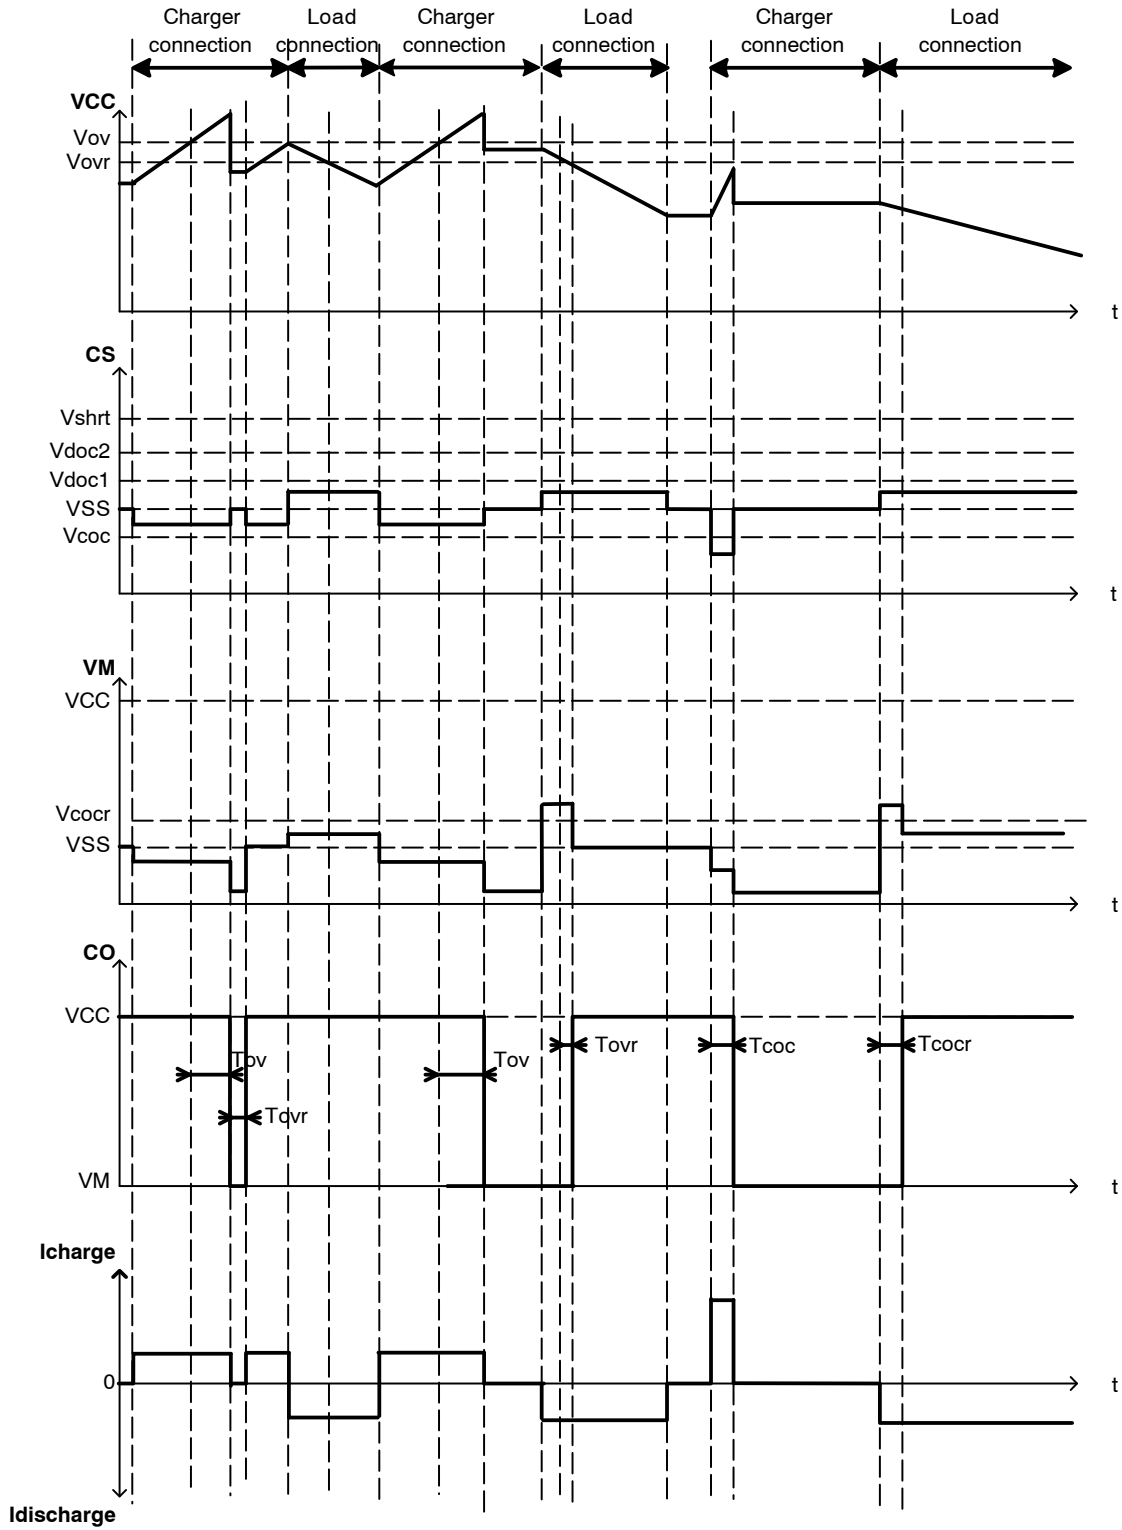 Charger
connection
Load
connection
Charger
connection
Load
connection
Charger
connection
Load
connection
VCC
Vov
Vovr
t
CS
Vshrt
Vdoc2
Vdoc1
VSS
Vcoc
t
VM
VCC
Vcocr
VSS
t
CO
VCC
Tov
Tov
Tovr
Tcoc
Tcocr
Tovr
VM
t
Icharge
0
t
Idischarge